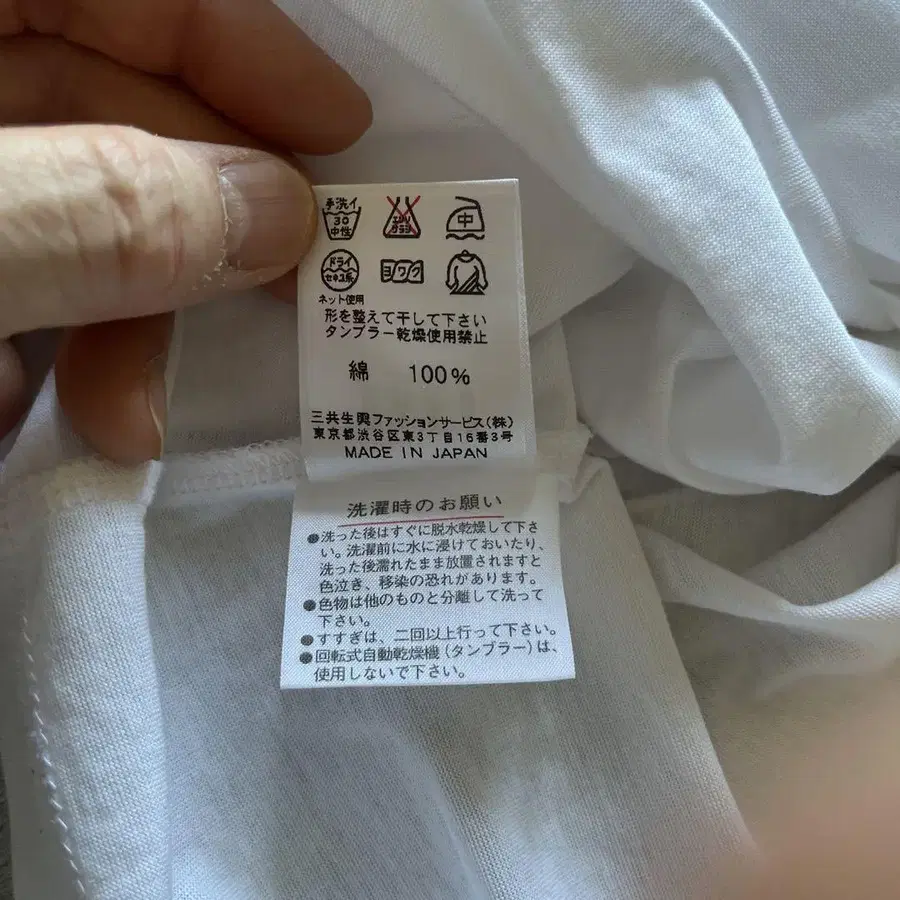 手洗イ
30
中性
エンソ
サラシ
中
ドライ
セキユ系
ヨワク
ネット使用
形を整えて干して下さい
タンブラー乾燥使用禁止
綿 100%
三共生興ファッションサービス(株)
東京都渋谷区東3丁目16番3号
MADE IN JAPAN
洗濯時のお願い
●洗った後はすぐに脱水乾燥して下さ
い。洗濯前に水に浸けておいたり、
洗った後濡れたまま放置されますと
色泣き、移染の恐れがあります。
●色物は他のものと分離して洗って
下さい。
●すすぎは、二回以上行って下さい。
●回転式自動乾燥機(タンブラー)は、
使用しないで下さい。